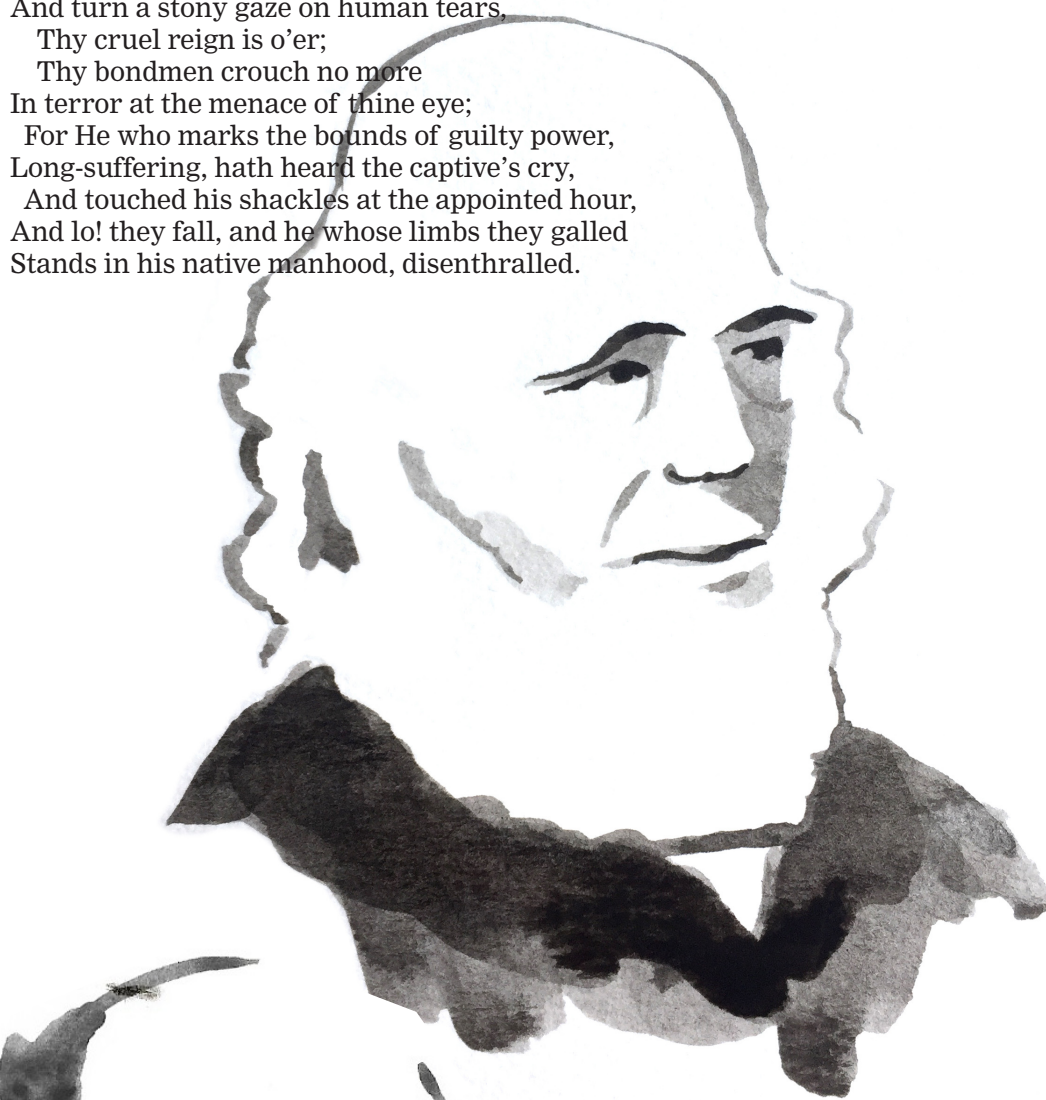 And turn a stony gaze on human tears,
Thy cruel reign is o’er;
Thy bondmen crouch no more
In terror at the menace of thine eye;
For He who marks the bounds of guilty power,
Long-suffering, hath heard the captive’s cry,
And touched his shackles at the appointed hour,
And lo! they fall, and he whose limbs they galled
Stands in his native manhood, disenthralled.